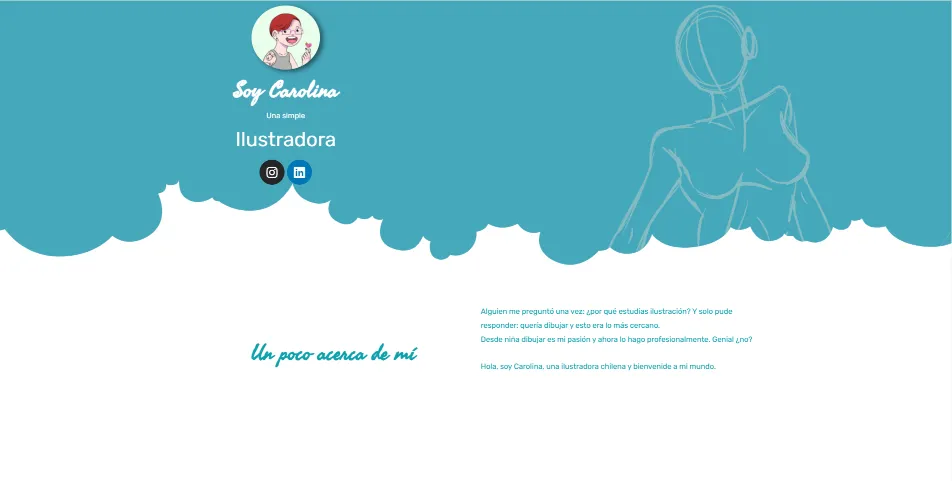 Soy Carolina
Una simple
Ilustradora
Un poco acerca de mí
Alguien me preguntó una vez: ¿por qué estudias ilustración? Y solo pude
responder: quería dibujar y esto era lo más cercano.
Desde niña dibujar es mi pasión y ahora lo hago profesionalmente. Genial ¿no?
Hola, soy Carolina, una ilustradora chilena y bienvenide a mi mundo.